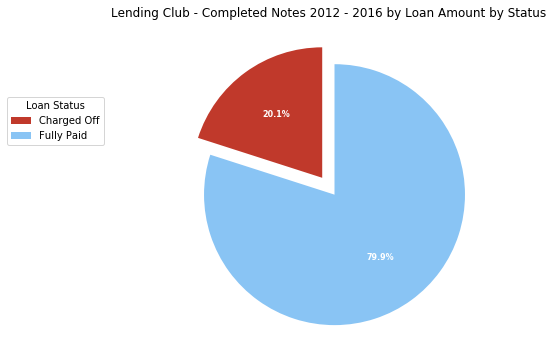 Lending Club - Completed Notes 2012 - 2016 by Loan Amount by Status
Loan Status
Charged Off
Fully Paid
20.1%
79.9%